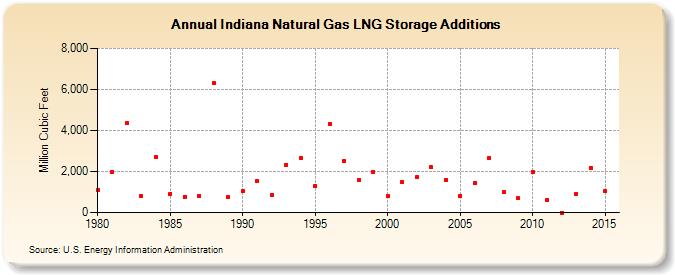 Annual Indiana Natural Gas LNG Storage Additions
Million Cubic Feet
8,000
6,000
4,000
2,000
0
1980 1985 1990 1995 2000 2005 2010 2015
Source: U.S. Energy Information Administration